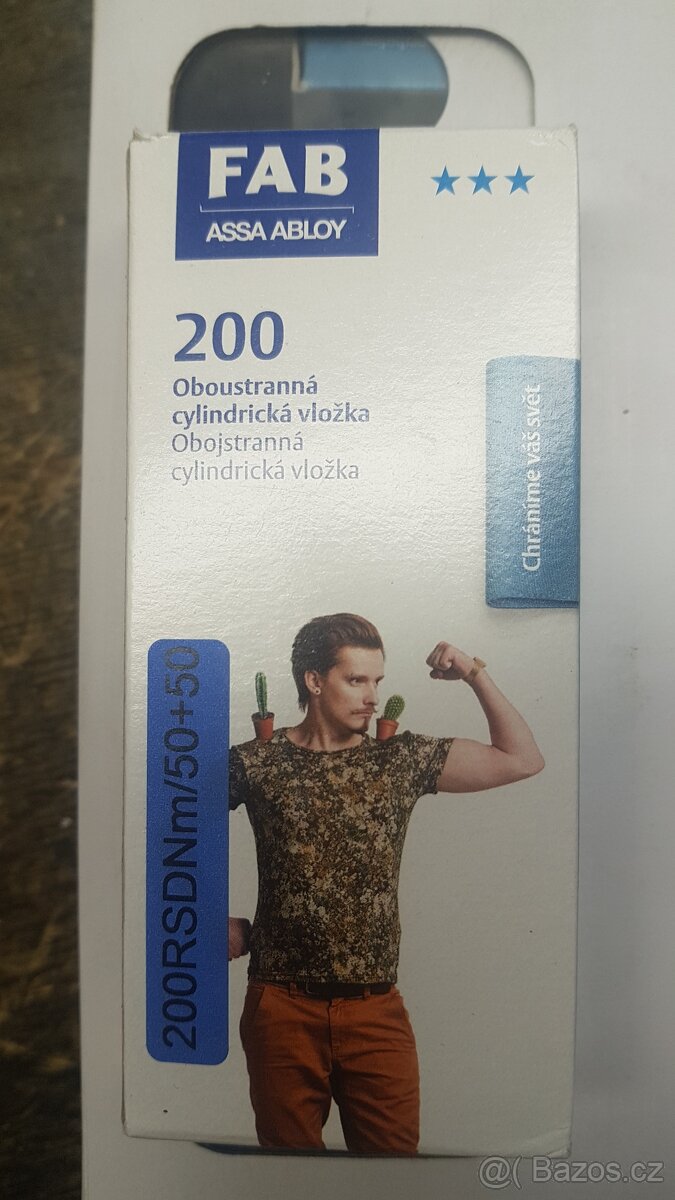 FAB
ASSA ABLOY
★★★
200
Oboustranná
cylindrická vložka
Obojstranná
cylindrická vložka
Chráníme váš svět
200RSDNm/50+50
@( Bazos.cz